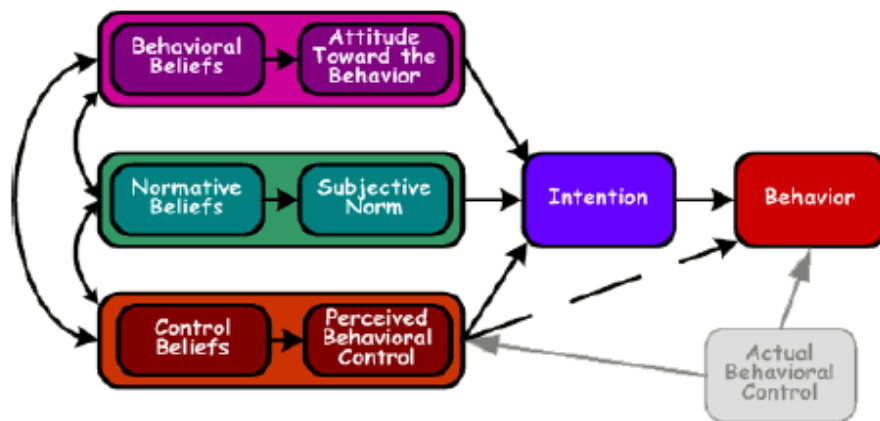 Behavioral
Beliefs
Attitude
Toward the
Behavior
Normative
Beliefs
Subjective
Norm
Intention
Behavior
Control
Beliefs
Perceived
Behavioral
Control
Actual
Behavioral
Control